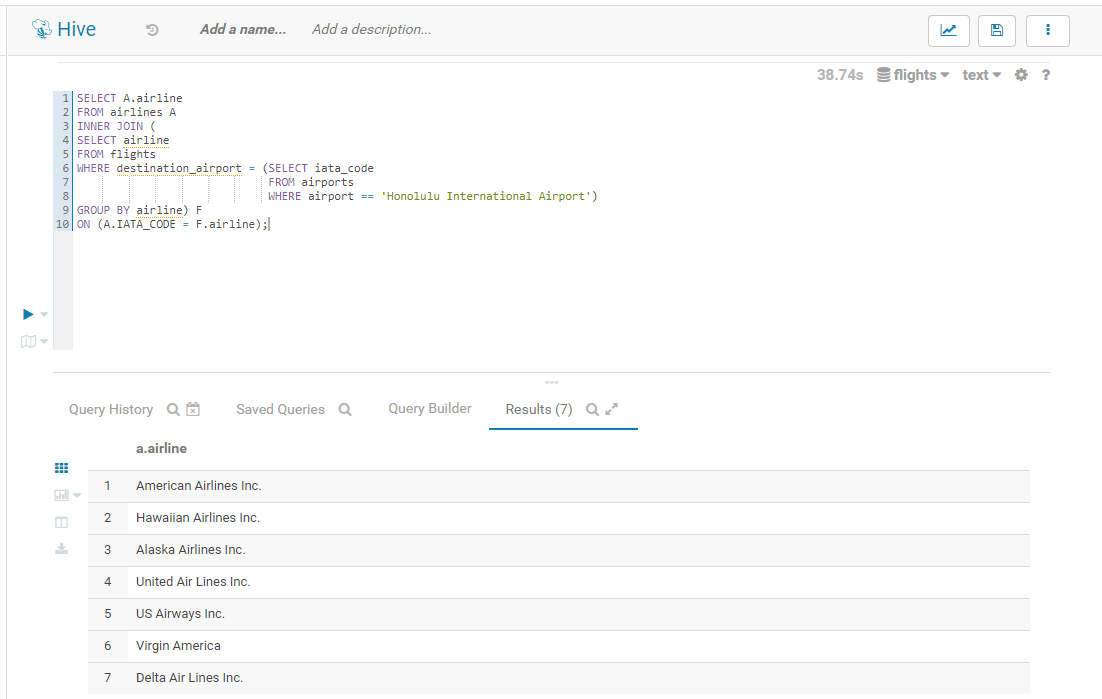 Hive Add a name... Add a description...
38.74s flights text ?
1 SELECT A.airline
2 FROM airlines A
3 INNER JOIN (
4 SELECT airline
5 FROM flights
6 WHERE destination_airport = (SELECT iata_code
7 FROM airports
8 WHERE airport == 'Honolulu International Airport')
9 GROUP BY airline) F
10 ON (A.IATA_CODE = F.airline);
Query History Saved Queries Query Builder Results (7)
a.airline
1 American Airlines Inc.
2 Hawaiian Airlines Inc.
3 Alaska Airlines Inc.
4 United Air Lines Inc.
5 US Airways Inc.
6 Virgin America
7 Delta Air Lines Inc.